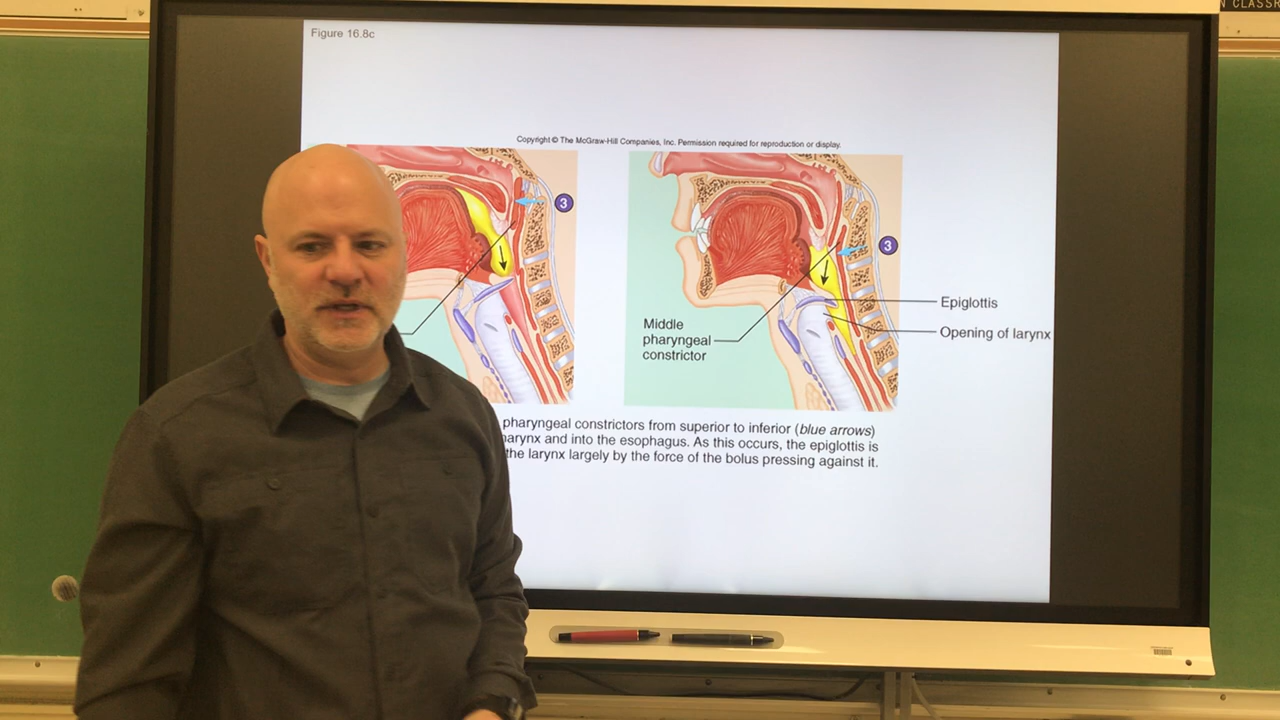 N CLASSR
Figure 16.8c
Copyright © The McGraw-Hill Companies, Inc. Permission required for reproduction or display.
3
3
Epiglottis
Opening of larynx
Middle
pharyngeal
constrictor
pharyngeal constrictors from superior to inferior (blue arrows)
and into the esophagus. As this occurs, the epiglottis is
the larynx largely by the force of the bolus pressing against it.